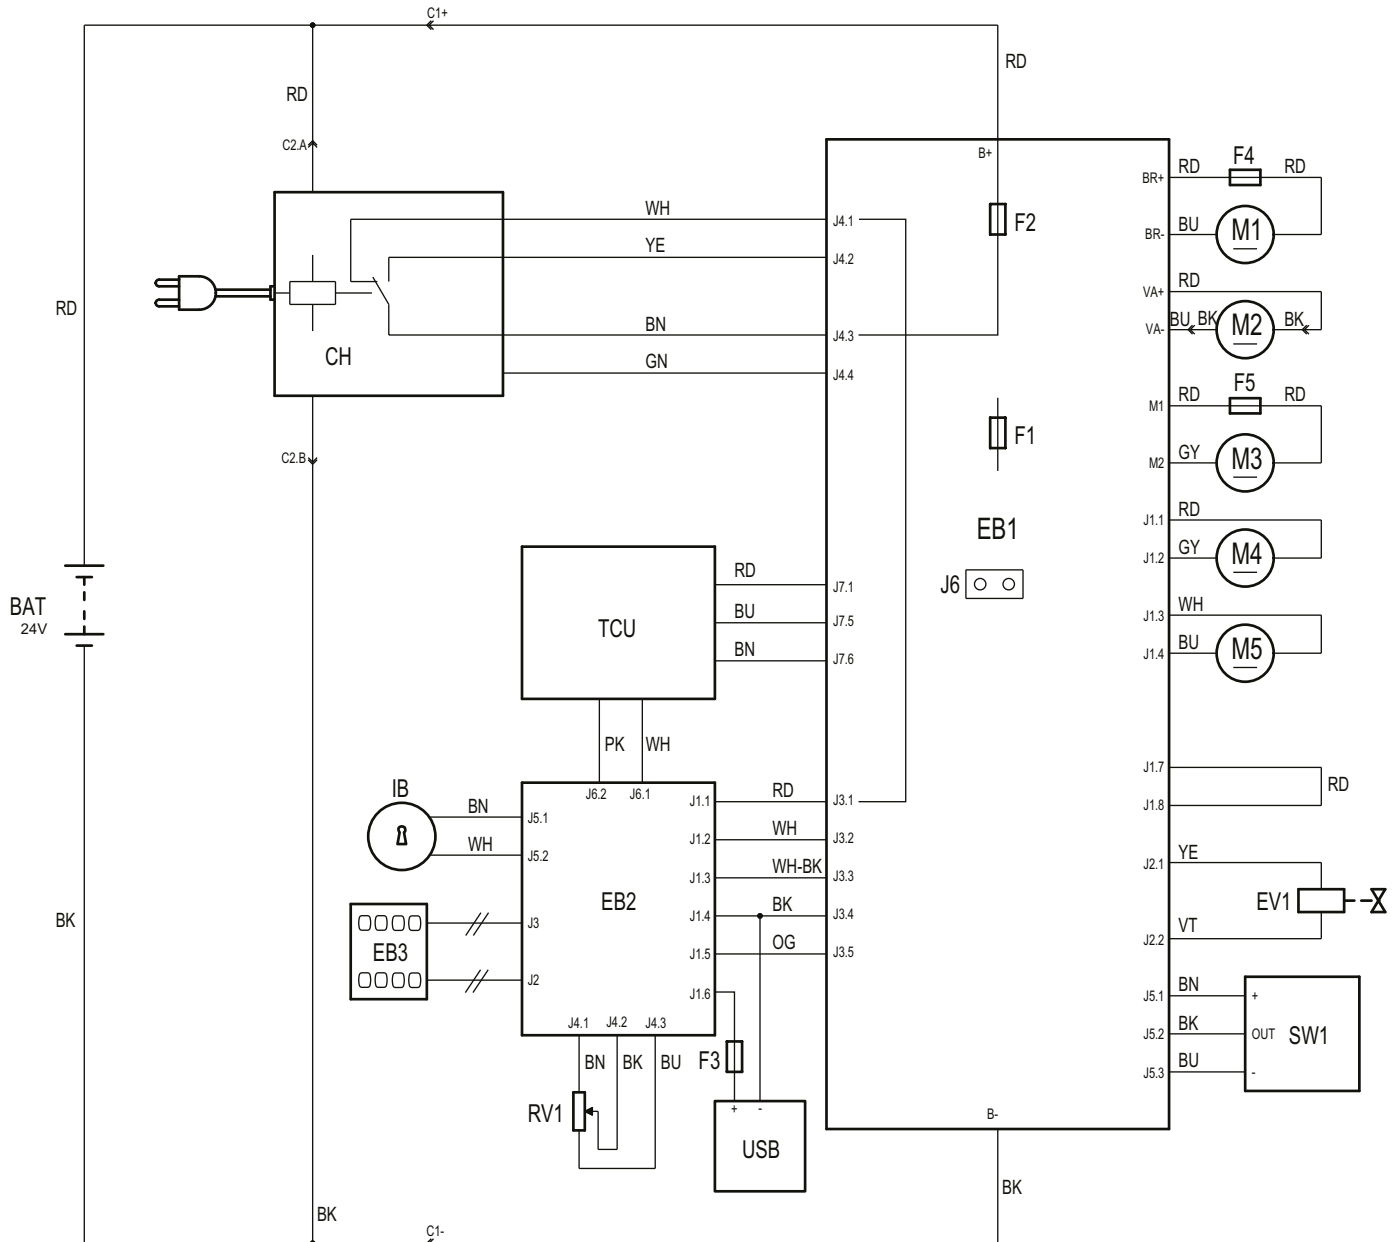 C1+
RD
RD
C2.A
B+
F4
RD
RD
BR+
WH
J4.1
F2
BU
M1
BR-
YE
J4.2
RD
VA+
RD
BN
J4.3
BU
BK
M2
BK
VA-
CH
GN
J4.4
F5
RD
RD
M1
F1
C2.B
GY
M3
M2
EB1
RD
J1.1
GY
M4
J1.2
BAT
24V
TCU
RD
J7.1
J6
WH
J1.3
BU
J7.5
BU
M5
J1.4
BN
J7.6
PK
WH
J1.7
RD
J1.8
IB
J6.2
J6.1
J1.1
RD
J3.1
BN
J5.1
J1.2
WH
J3.2
WH
J5.2
J1.3
WH-BK
J3.3
J2.1
YE
EV1
EB2
J1.4
BK
J3.4
BK
EB3
J3
J1.5
OG
J3.5
J2.2
VT
J2
J1.6
J5.1
BN
+
J4.1
J4.2
J4.3
J5.2
BK
OUT
SW1
BN
BK
BU
F3
J5.3
BU
-
RV1
+
-
B-
USB
BK
BK
C1-